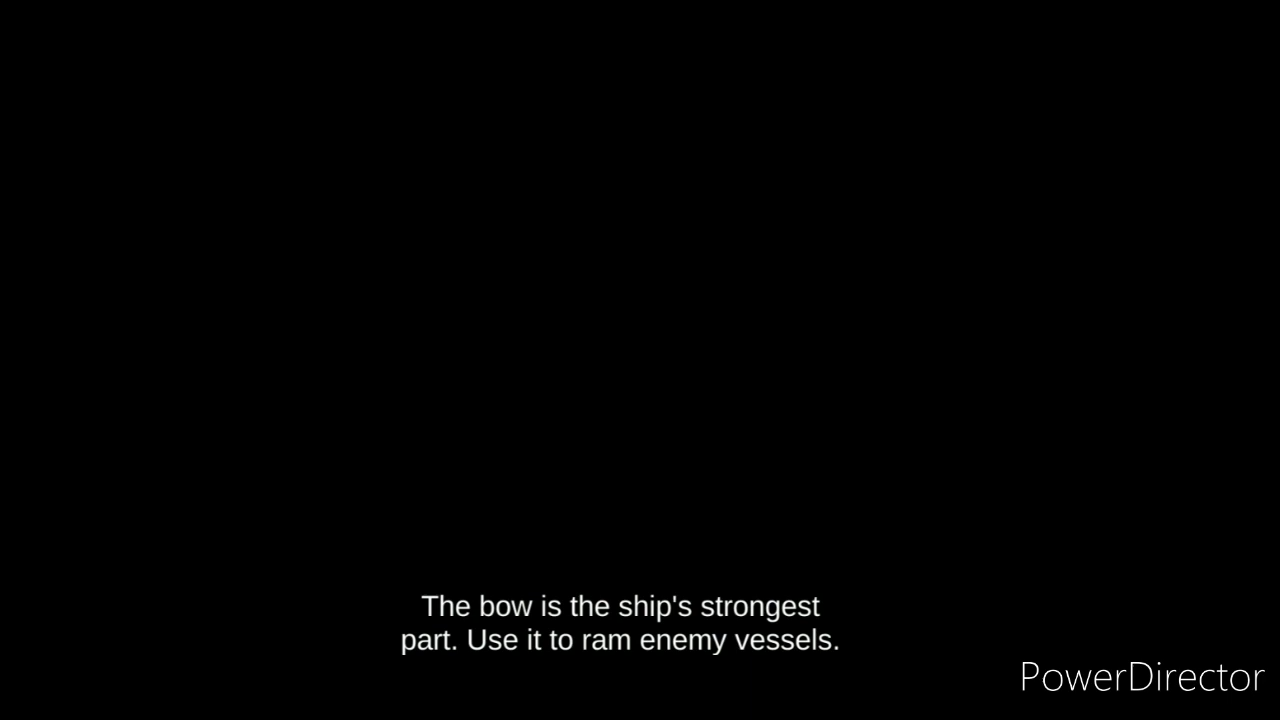 The bow is the ship's strongest
part. Use it to ram enemy vessels.
PowerDirector